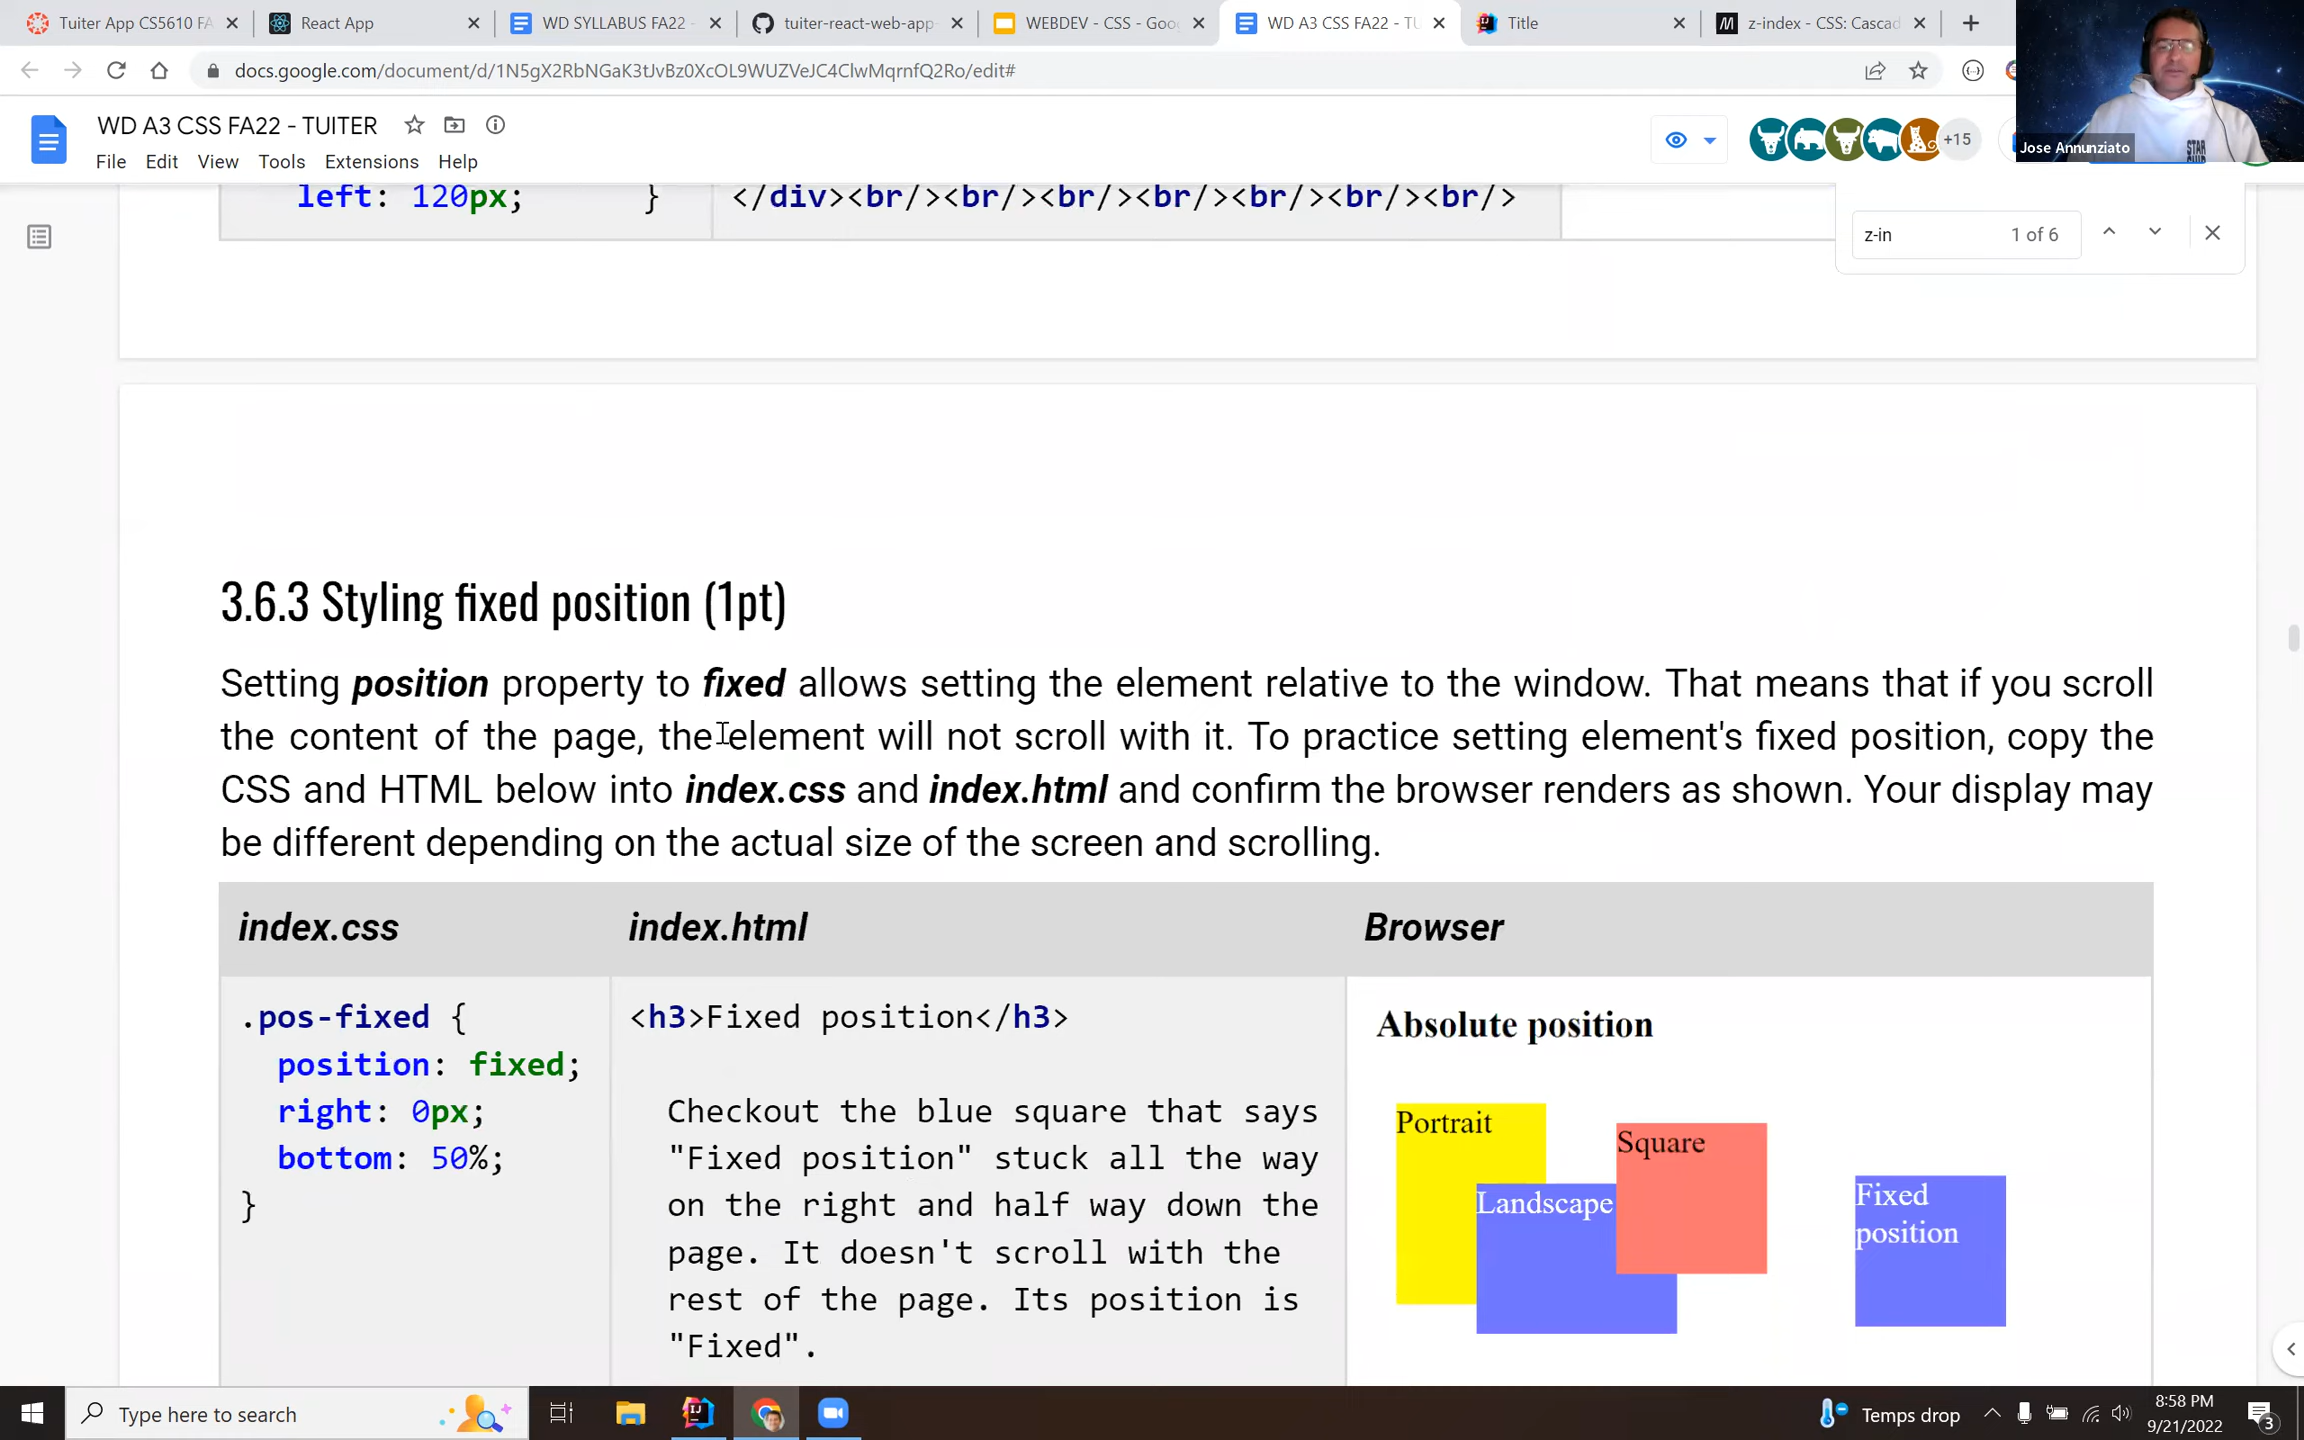 Tuiter App CS5610 FA
React App
WD SYLLABUS FA22 -
tuiter-react-web-app-
WEBDEV - CSS - Goog
WD A3 CSS FA22 - TU
Title
z-index - CSS: Cascad
docs.google.com/document/d/1N5gX2RbNGaK3tJvBz0XcOL9WUZVeJC4ClwMqrnfQ2Ro/edit#
WD A3 CSS FA22 - TUITER
File Edit View Tools Extensions Help
+15
Jose Annunziato
left: 120px; }
</div><br/><br/><br/><br/><br/><br/><br/>
z-in 1 of 6
3.6.3 Styling fixed position (1pt)
Setting position property to fixed allows setting the element relative to the window. That means that if you scroll
the content of the page, the element will not scroll with it. To practice setting element's fixed position, copy the
CSS and HTML below into index.css and index.html and confirm the browser renders as shown. Your display may
be different depending on the actual size of the screen and scrolling.
index.css index.html Browser
.pos-fixed {
position: fixed;
right: 0px;
bottom: 50%;
}
<h3>Fixed position</h3>
Checkout the blue square that says
"Fixed position" stuck all the way
on the right and half way down the
page. It doesn't scroll with the
rest of the page. Its position is
"Fixed".
Absolute position
Portrait
Square
Landscape
Fixed
position
Type here to search
Temps drop
8:58 PM
9/21/2022
3